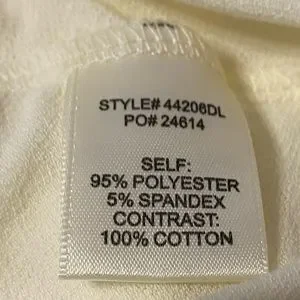 STYLE# 44206DL
PO# 24614
SELF:
95% POLYESTER
5% SPANDEX
CONTRAST:
100% COTTON